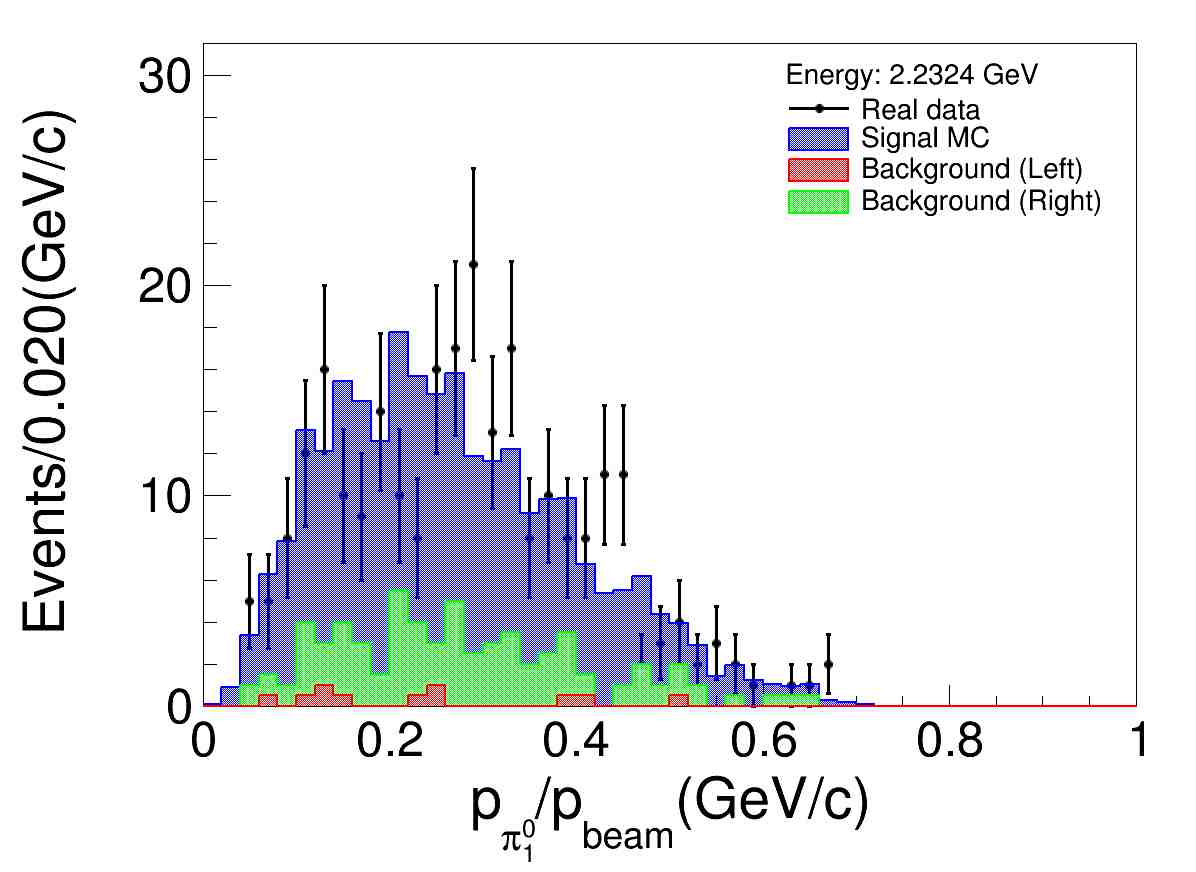 Events/0.020(GeV/c)
30
20
10
0
Energy: 2.2324 GeV
Real data
Signal MC
Background (Left)
Background (Right)
0 0.2 0.4 0.6 0.8 1
p_{π^0_1}/p_{beam}(GeV/c)